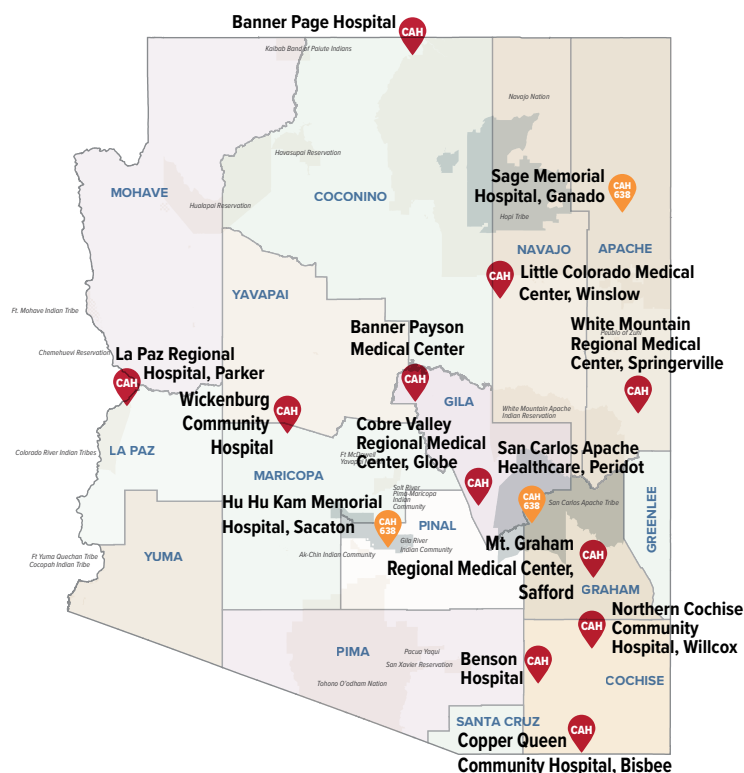 Banner Page Hospital
CAH
Kaibab Band of Paiute Indians
Navajo Nation
Havasupai Reservation
Sage Memorial
Hospital, Ganado
CAH
638
MOHAVE
COCONINO
Hualapai Reservation
Hopi Tribe
NAVAJO
APACHE
CAH
Little Colorado Medical
Center, Winslow
YAVAPAI
Ft. Mohave Indian Tribe
Banner Payson
Medical Center
CAH
White Mountain
Regional Medical
Center, Springerville
Pueblo of Zuni
CAH
Chemehuevi Reservation
La Paz Regional
Hospital, Parker
CAH
Wickenburg
Community
Hospital
CAH
GILA
White Mountain Apache
Indian Reservation
Cobre Valley
Regional Medical
Center, Globe
CAH
San Carlos Apache
Healthcare, Peridot
CAH
638
San Carlos Apache Tribe
LA PAZ
Colorado River Indian Tribes
MARICOPA
Ft McDowell
Yavapai
Salt River
Pima-Maricopa
Indian
Community
Hu Hu Kam Memorial
Hospital, Sacaton
CAH
638
PINAL
Gila River
Indian Community
Ak-Chin Indian Community
GREENLEE
YUMA
Ft Yuma Quechan Tribe
Cocopah Indian Tribe
Mt. Graham
Regional Medical Center,
Safford
CAH
GRAHAM
Northern Cochise
Community
Hospital, Willcox
CAH
PIMA
Pacua Yaqui
San Xavier Reservation
Tohono O'odham Nation
Benson
Hospital
CAH
COCHISE
SANTA CRUZ
Copper Queen
Community Hospital, Bisbee
CAH